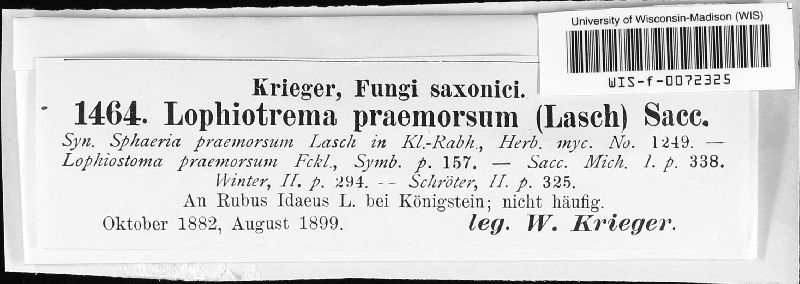 University of Wisconsin-Madison (WIS)
WIS-f-0072325
Krieger, Fungi saxonici.
1464. Lophiotrema praemorsum (Lasch) Sacc.
Syn. Sphaeria praemorsum Lasch in Kl.-Rabh., Herb. myc. No. 1249. —
Lophiostoma praemorsum Fckl., Symb. p. 157. — Sacc. Mich. I. p. 338.
Winter, II. p. 294. -- Schröter, II. p. 325.
An Rubus Idaeus L. bei Königstein; nicht häufig.
Oktober 1882, August 1899. leg. W. Krieger.